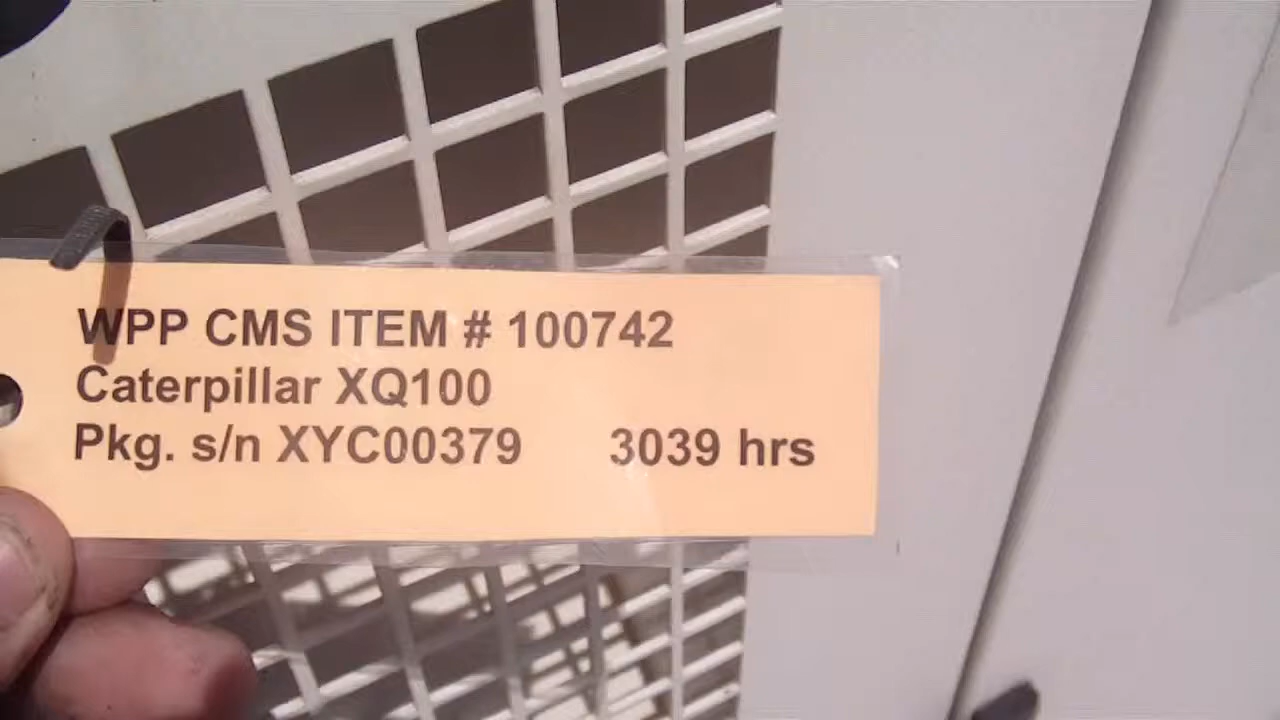 WPP CMS ITEM # 100742
Caterpillar XQ100
Pkg. s/n XYC00379 3039 hrs